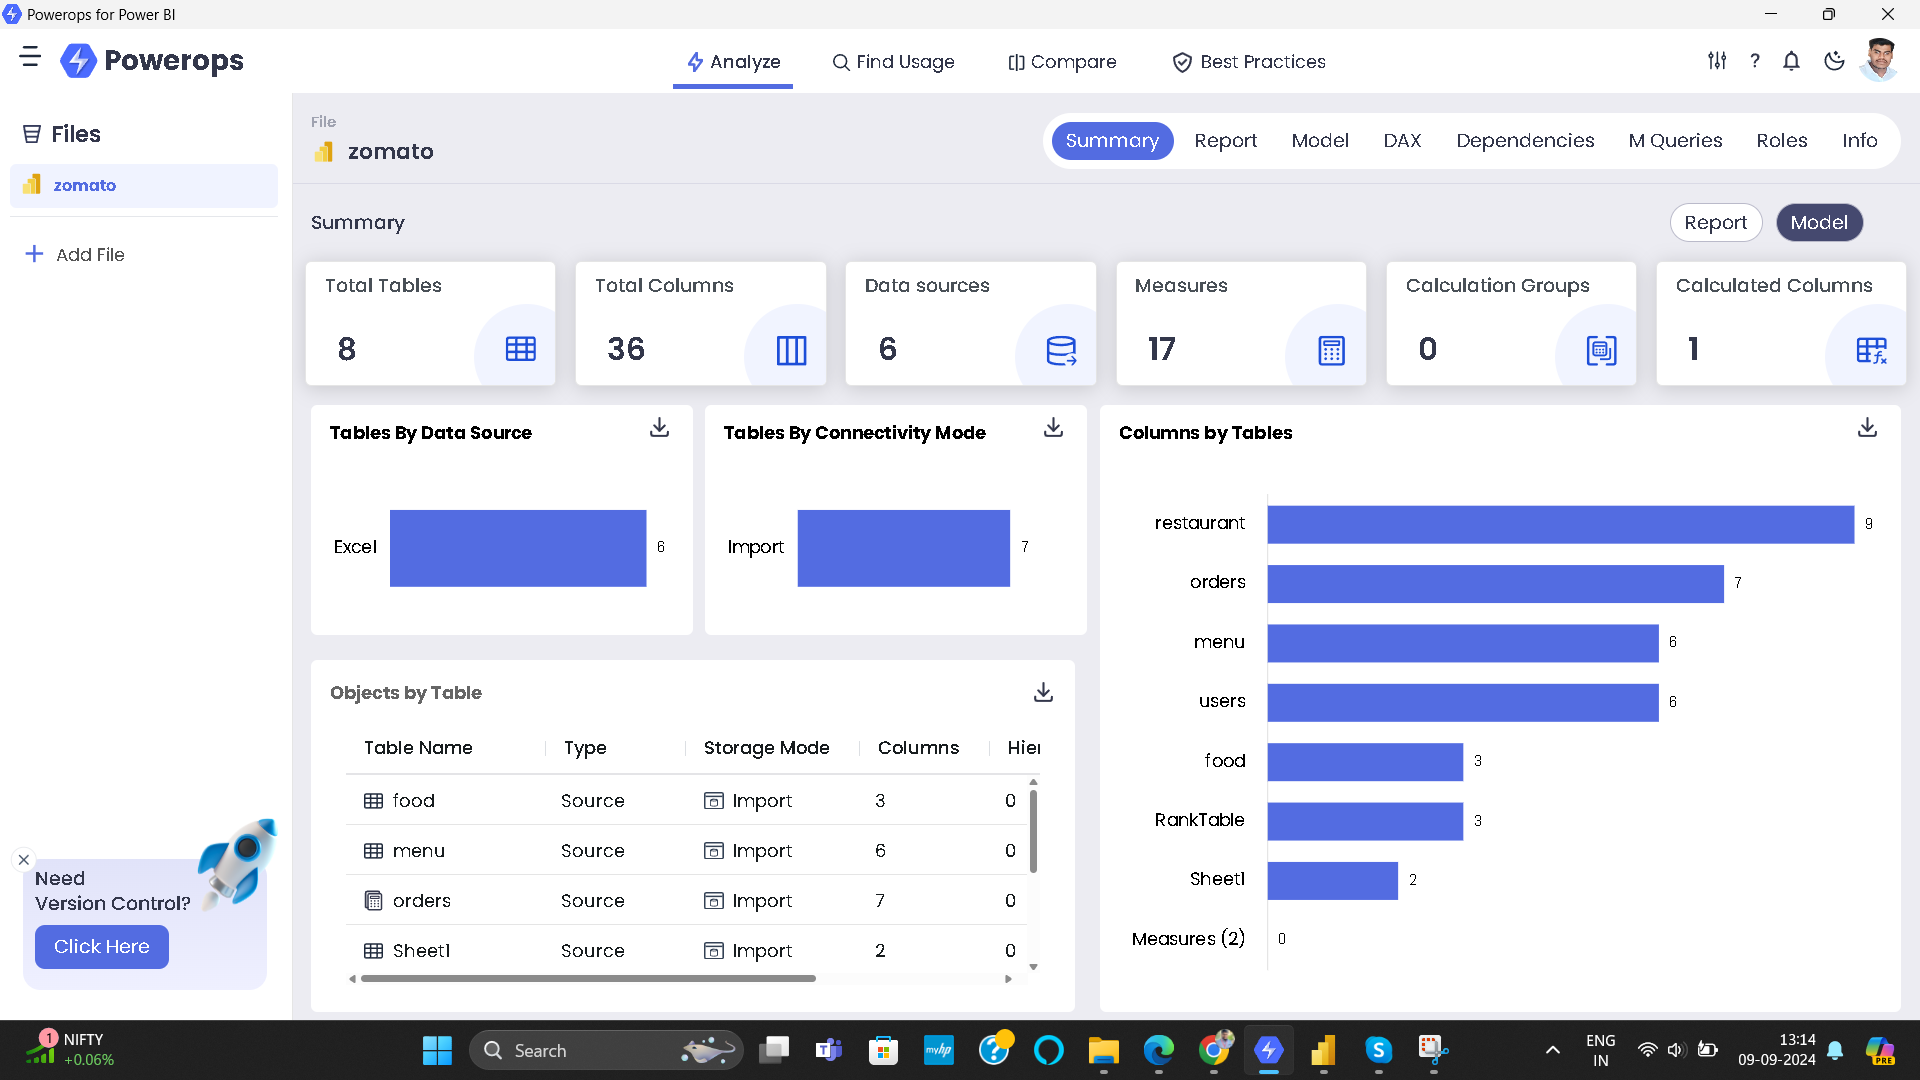 Powerops for Power BI
Powerops
Analyze
Find Usage
Compare
Best Practices
?
Files
zomato
Add File
File
zomato
Summary
Report
Model
DAX
Dependencies
M Queries
Roles
Info
Summary
Report
Model
Total Tables
8
Total Columns
36
Data sources
6
Measures
17
Calculation Groups
0
Calculated Columns
1
Tables By Data Source
Excel
6
Tables By Connectivity Mode
Import
7
Columns by Tables
restaurant 9
orders 7
menu 6
users 6
food 3
RankTable 3
Sheet1 2
Measures (2) 0
Objects by Table
Table Name Type Storage Mode Columns Hier
food Source Import 3 0
menu Source Import 6 0
orders Source Import 7 0
Sheet1 Source Import 2 0
Need
Version Control?
Click Here
1
NIFTY
+0.06%
Search
myhp
ENG
IN
13:14
09-09-2024
PRE